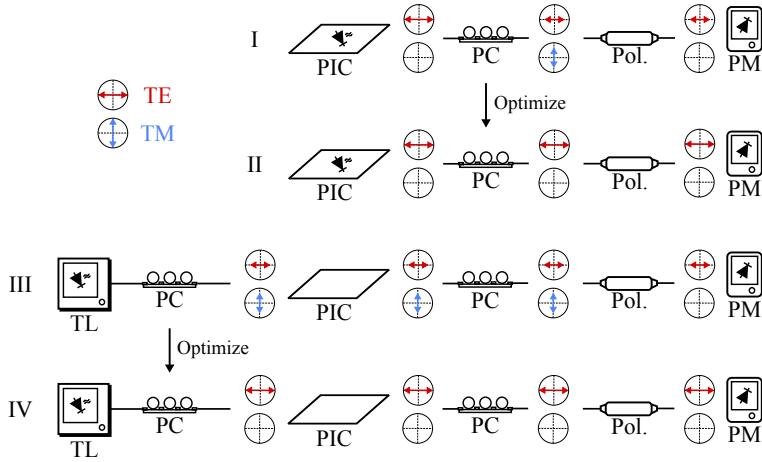 I
PIC
PC
Pol.
PM
TE
TM
Optimize
II
PIC
PC
Pol.
PM
III
TL
PC
PIC
PC
Pol.
PM
Optimize
IV
TL
PC
PIC
PC
Pol.
PM